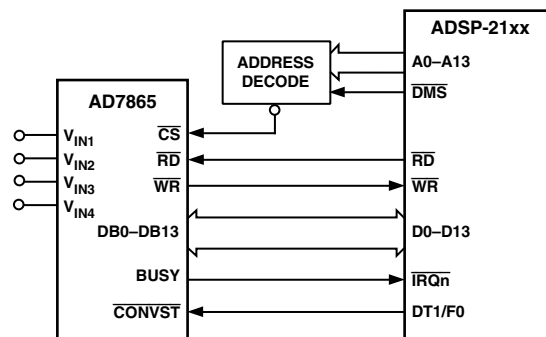 ADSP-21xx
ADDRESS
DECODE
A0–A13
DMS
AD7865
VIN1
VIN2
VIN3
VIN4
CS
RD
WR
DB0–DB13
BUSY
CONVST
RD
WR
D0–D13
IRQn
DT1/F0